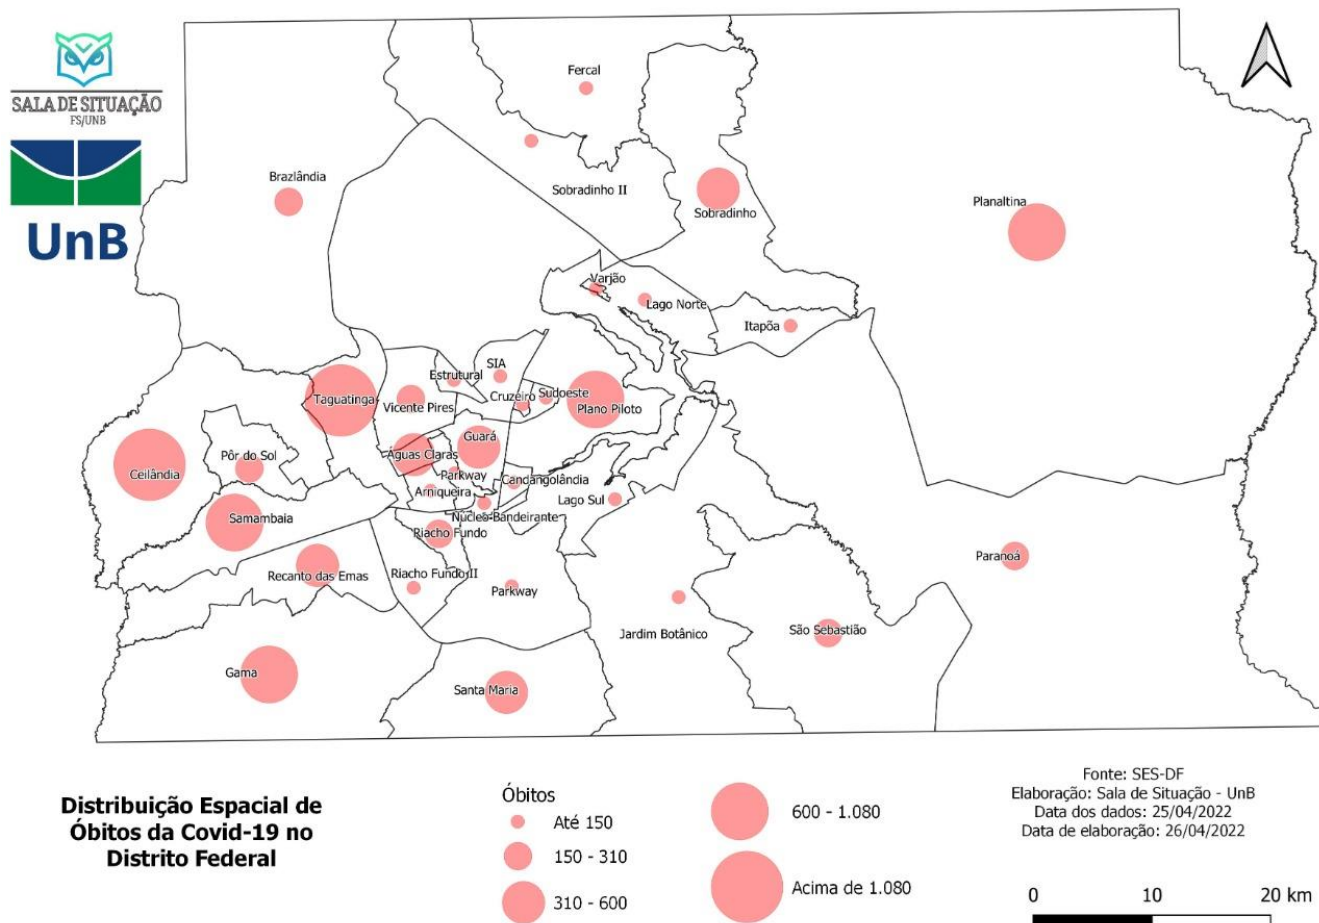 SALA DE SITUAÇÃO
FS/UNB
UnB
Fercal
Brazlândia
Sobradinho II
Sobradinho
Planaltina
Varjão
Lago Norte
Itapõa
SIA
Estrutural
Taguatinga
Vicente Pires
Cruzeiro
Sudoeste
Plano Piloto
Guará
Águas Claras
Pôr do Sol
Ceilândia
Parkway
Candangolândia
Arniqueira
Lago Sul
Núcleo Bandeirante
Samambaia
Riacho Fundo
Paranoá
Recanto das Emas
Riacho Fundo II
Parkway
Jardim Botânico
São Sebastião
Gama
Santa Maria
Distribuição Espacial de
Óbitos da Covid-19 no
Distrito Federal
Óbitos
Até 150
150 - 310
310 - 600
600 - 1.080
Acima de 1.080
Fonte: SES-DF
Elaboração: Sala de Situação - UnB
Data dos dados: 25/04/2022
Data de elaboração: 26/04/2022
0 10 20 km